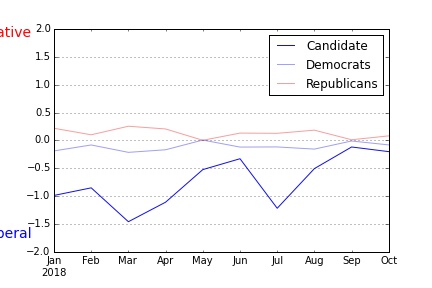 ative
2.0
1.5
1.0
0.5
0.0
−0.5
−1.0
−1.5
−2.0
beral
Candidate
Democrats
Republicans
Jan Feb Mar Apr May Jun Jul Aug Sep Oct
2018